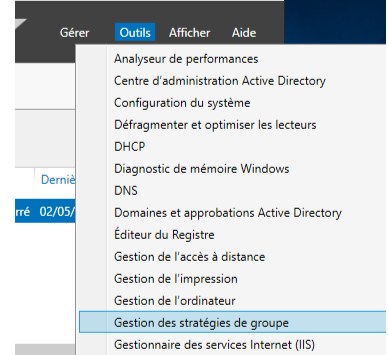 Gérer Outils Afficher Aide
Analyseur de performances
Centre d'administration Active Directory
Configuration du système
Défragmenter et optimiser les lecteurs
DHCP
Diagnostic de mémoire Windows
Derniè
DNS
rré 02/05/
Domaines et approbations Active Directory
Éditeur du Registre
Gestion de l'accès à distance
Gestion de l'impression
Gestion de l'ordinateur
Gestion des stratégies de groupe
Gestionnaire des services Internet (IIS)